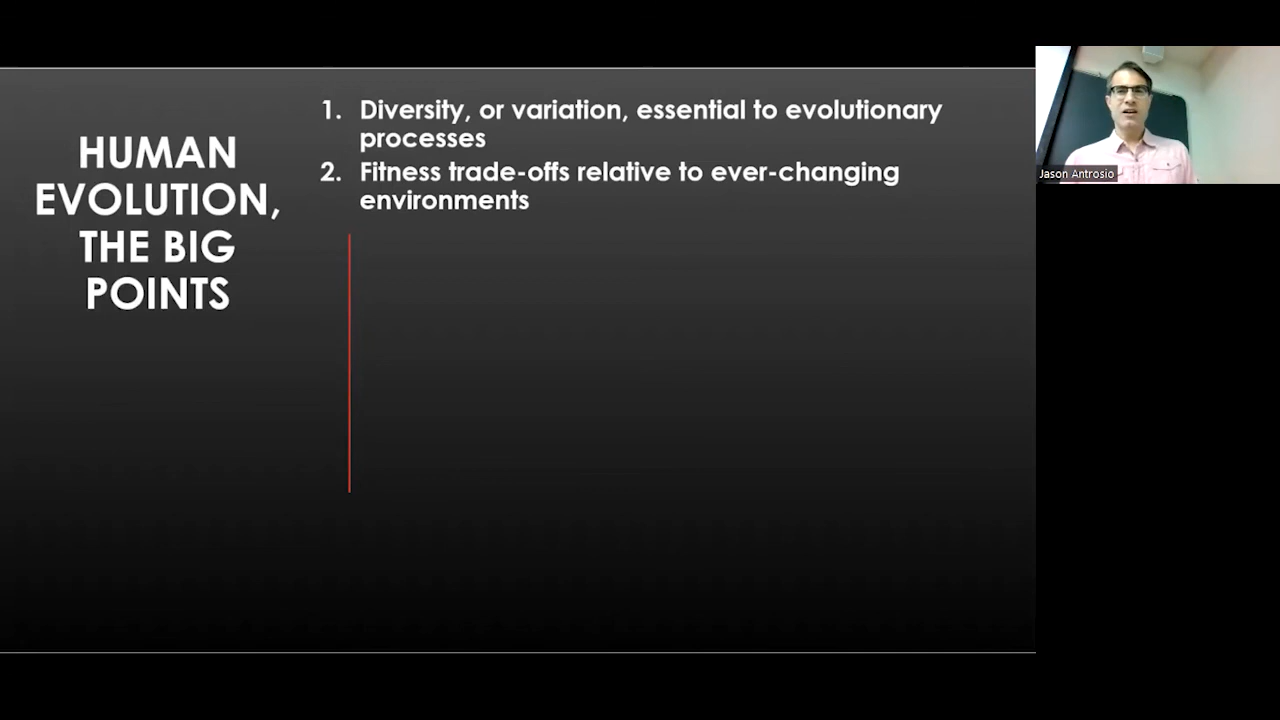 HUMAN
EVOLUTION,
THE BIG
POINTS
1. Diversity, or variation, essential to evolutionary
processes
2. Fitness trade-offs relative to ever-changing
environments
Jason Antrosio